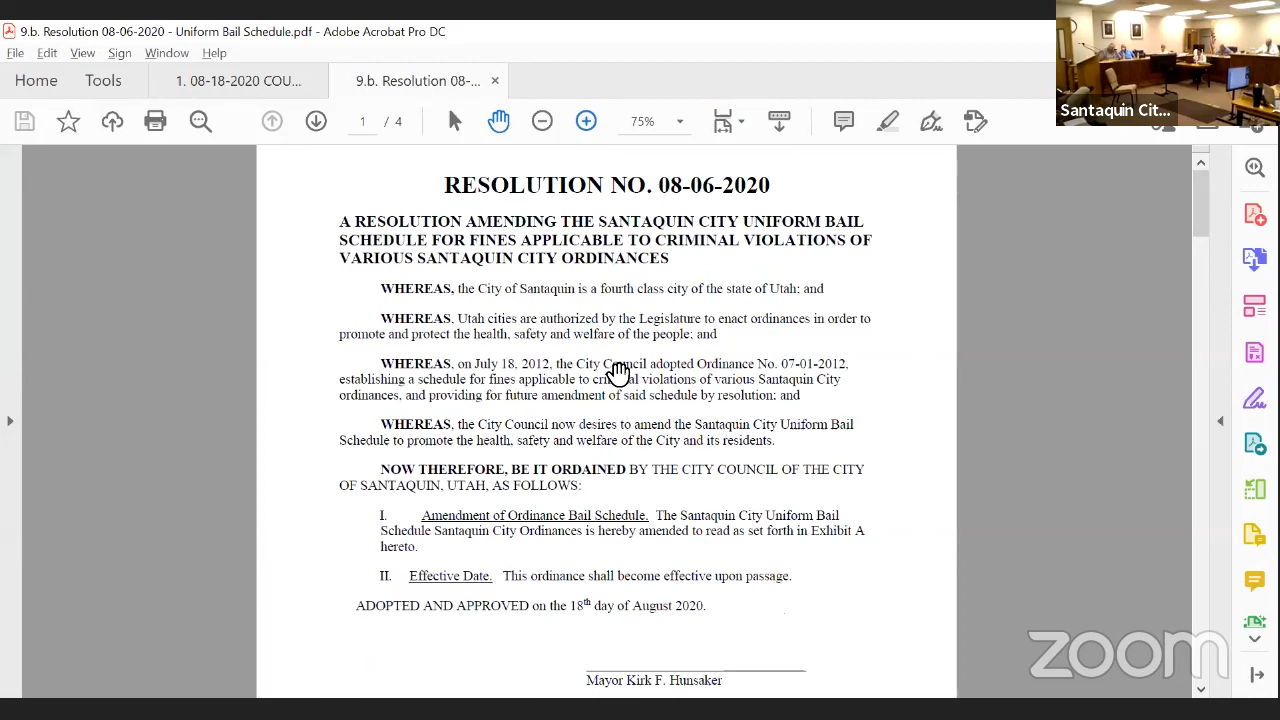 9.b. Resolution 08-06-2020 - Uniform Bail Schedule.pdf - Adobe Acrobat Pro DC
File Edit View Sign Window Help
Home Tools 1. 08-18-2020 COU... 9.b. Resolution 08-... ×
1 / 4 75%
Santaquin Cit...
RESOLUTION NO. 08-06-2020
A RESOLUTION AMENDING THE SANTAQUIN CITY UNIFORM BAIL
SCHEDULE FOR FINES APPLICABLE TO CRIMINAL VIOLATIONS OF
VARIOUS SANTAQUIN CITY ORDINANCES
WHEREAS, the City of Santaquin is a fourth class city of the state of Utah; and
WHEREAS, Utah cities are authorized by the Legislature to enact ordinances in order to
promote and protect the health, safety and welfare of the people; and
WHEREAS, on July 18, 2012, the City Council adopted Ordinance No. 07-01-2012,
establishing a schedule for fines applicable to criminal violations of various Santaquin City
ordinances, and providing for future amendment of said schedule by resolution; and
WHEREAS, the City Council now desires to amend the Santaquin City Uniform Bail
Schedule to promote the health, safety and welfare of the City and its residents.
NOW THEREFORE, BE IT ORDAINED BY THE CITY COUNCIL OF THE CITY
OF SANTAQUIN, UTAH, AS FOLLOWS:
I. Amendment of Ordinance Bail Schedule. The Santaquin City Uniform Bail
Schedule Santaquin City Ordinances is hereby amended to read as set forth in Exhibit A
hereto.
II. Effective Date. This ordinance shall become effective upon passage.
ADOPTED AND APPROVED on the 18th day of August 2020.
Mayor Kirk F. Hunsaker
zoom